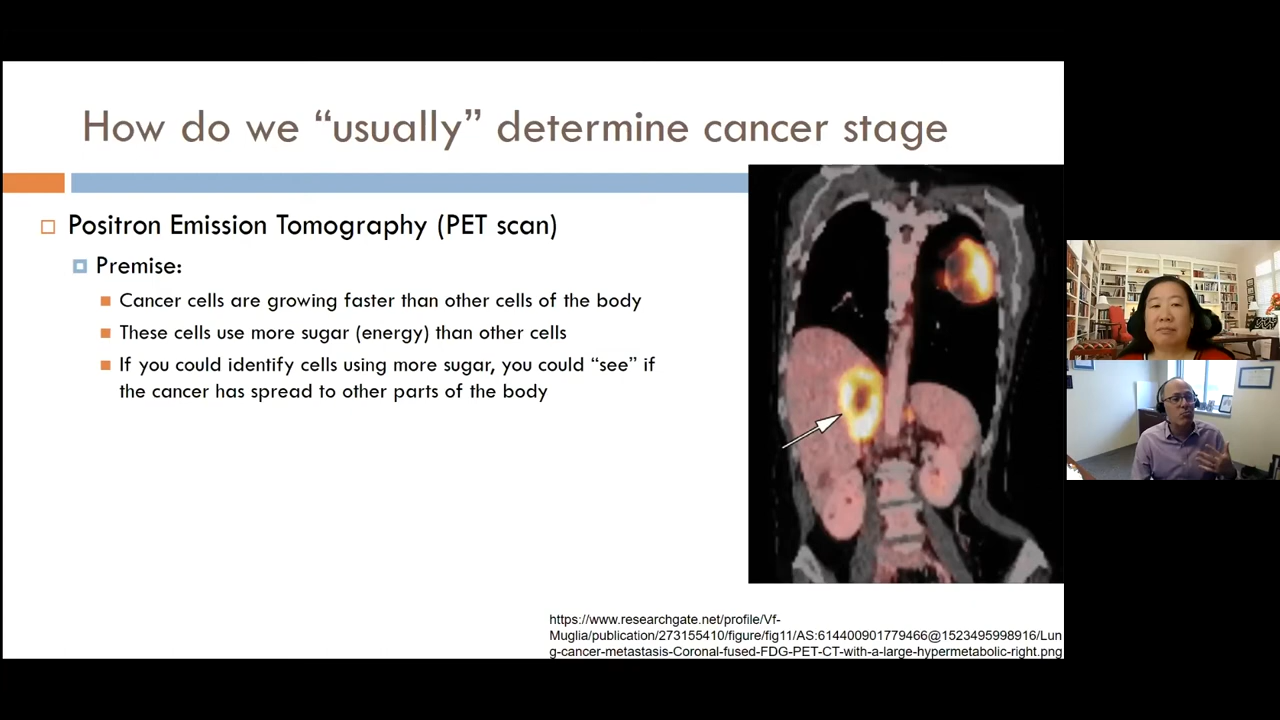 How do we “usually” determine cancer stage
Positron Emission Tomography (PET scan)
Premise:
Cancer cells are growing faster than other cells of the body
These cells use more sugar (energy) than other cells
If you could identify cells using more sugar, you could “see” if
the cancer has spread to other parts of the body
https://www.researchgate.net/profile/Vf-
Muglia/publication/273155410/figure/fig11/AS:614400901779466@1523495998916/Lun
g-cancer-metastasis-Coronal-fused-FDG-PET-CT-with-a-large-hypermetabolic-right.png